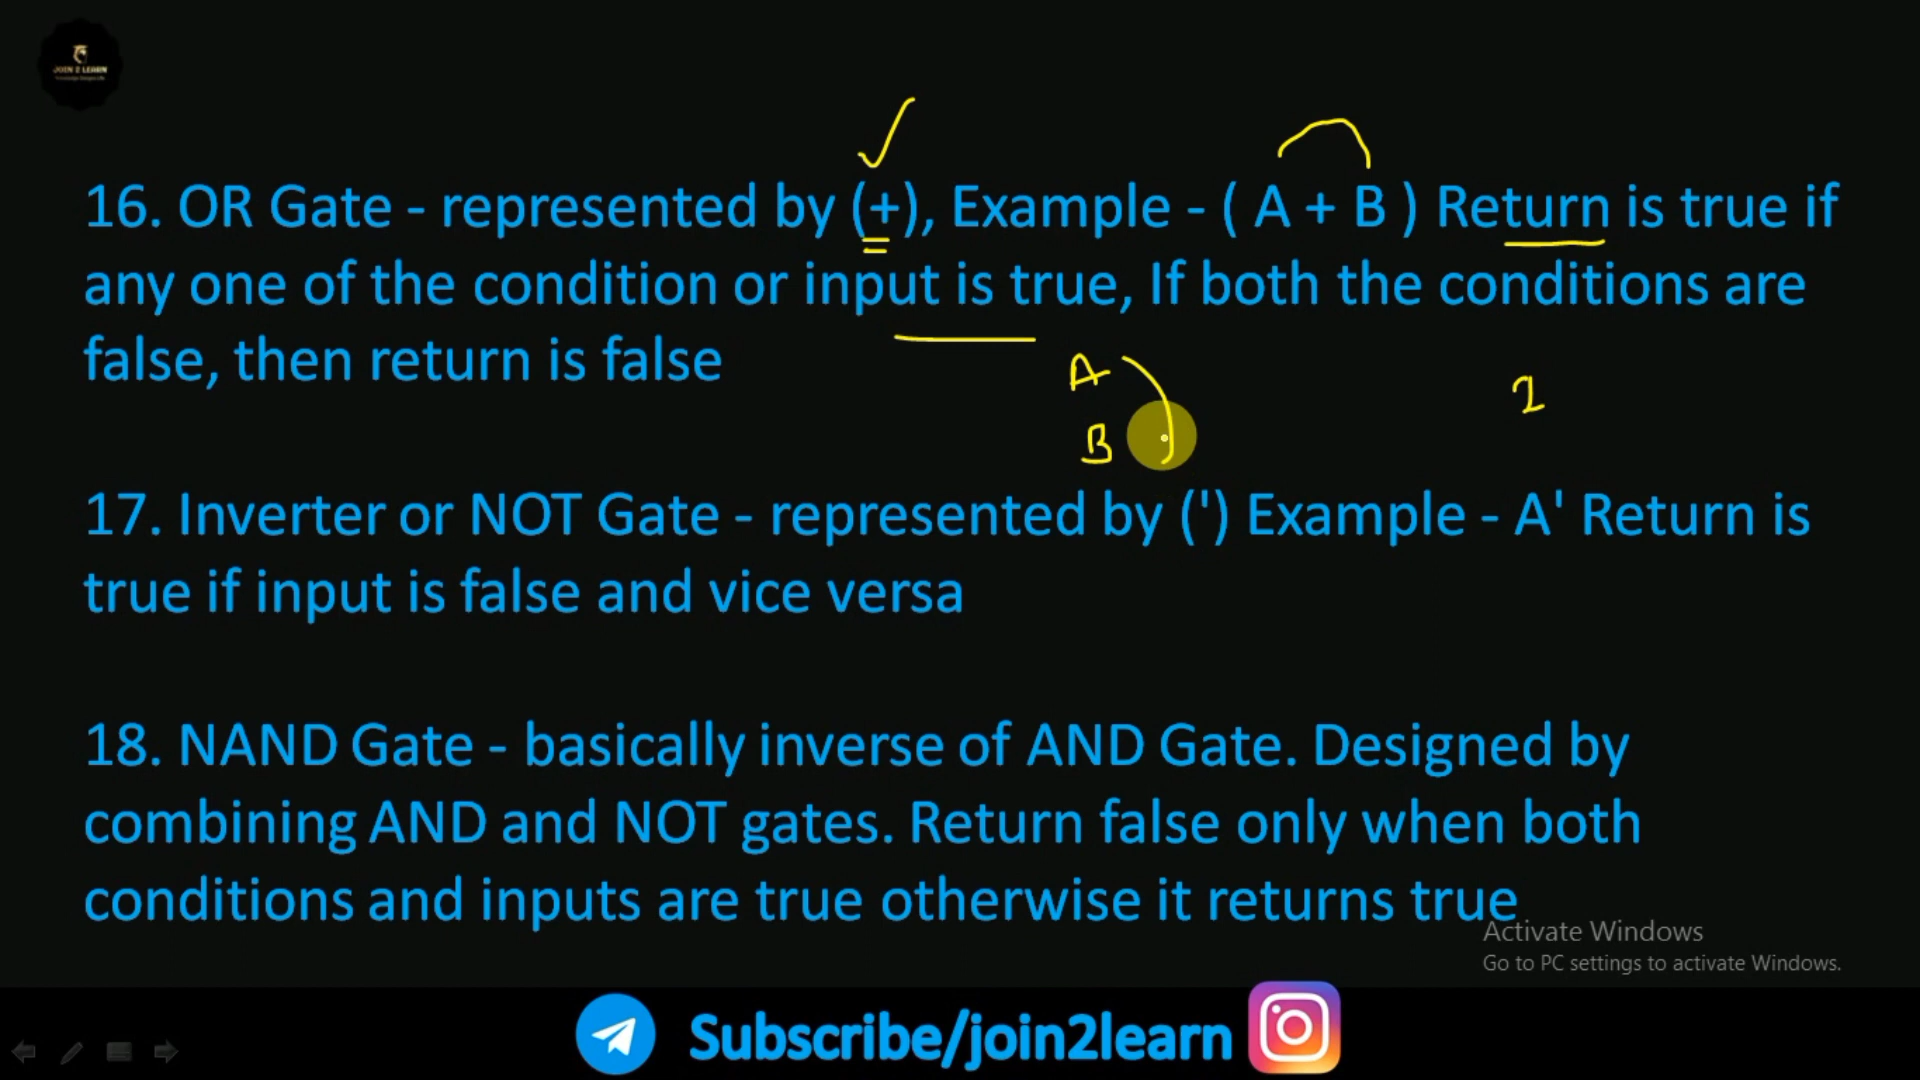 JOIN 2 LEARN
16. OR Gate - represented by (+), Example - ( A + B ) Return is true if
any one of the condition or input is true, If both the conditions are
false, then return is false
A
B
2
17. Inverter or NOT Gate - represented by (') Example - A' Return is
true if input is false and vice versa
18. NAND Gate - basically inverse of AND Gate. Designed by
combining AND and NOT gates. Return false only when both
conditions and inputs are true otherwise it returns true
Activate Windows
Go to PC settings to activate Windows.
Subscribe/join2learn